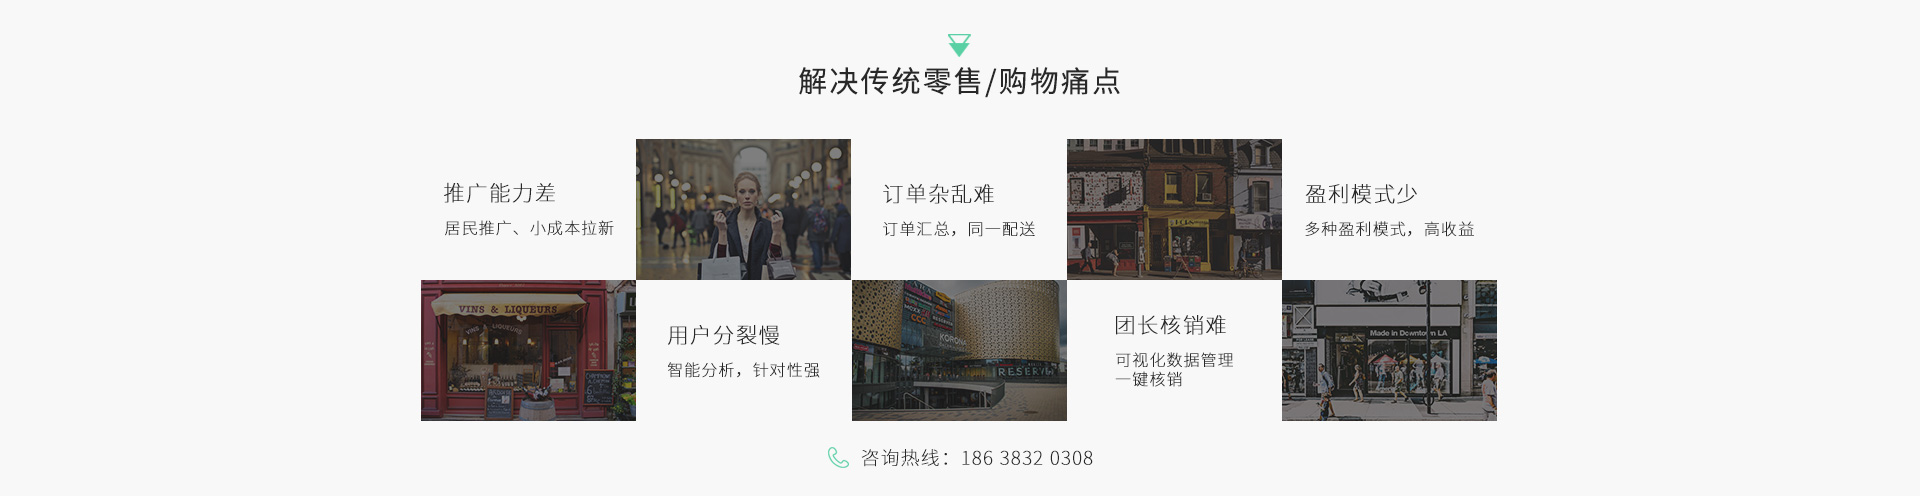 解决传统零售/购物痛点
推广能力差
居民推广、小成本拉新
订单杂乱难
订单汇总，同一配送
盈利模式少
多种盈利模式，高收益
VINS & LIQUEURS
VINS & LIQUEURS
用户分裂慢
智能分析，针对性强
KORONA
RESERVED
团长核销难
可视化数据管理
一键核销
Made in Downtown LA
咨询热线：186 3832 0308